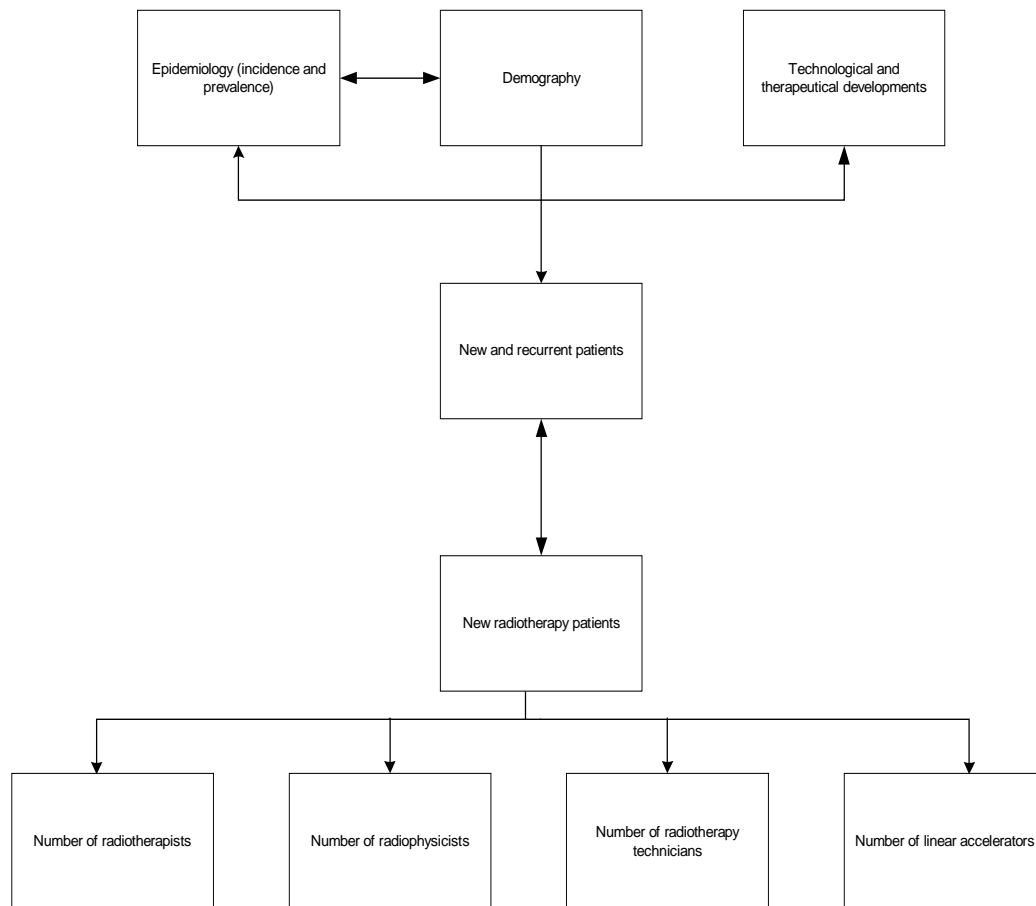 Epidemiology (incidence and
prevalence)
Demography
Technological and
therapeutical developments
New and recurrent patients
New radiotherapy patients
Number of radiotherapists
Number of radiophysicists
Number of radiotherapy
technicians
Number of linear accelerators